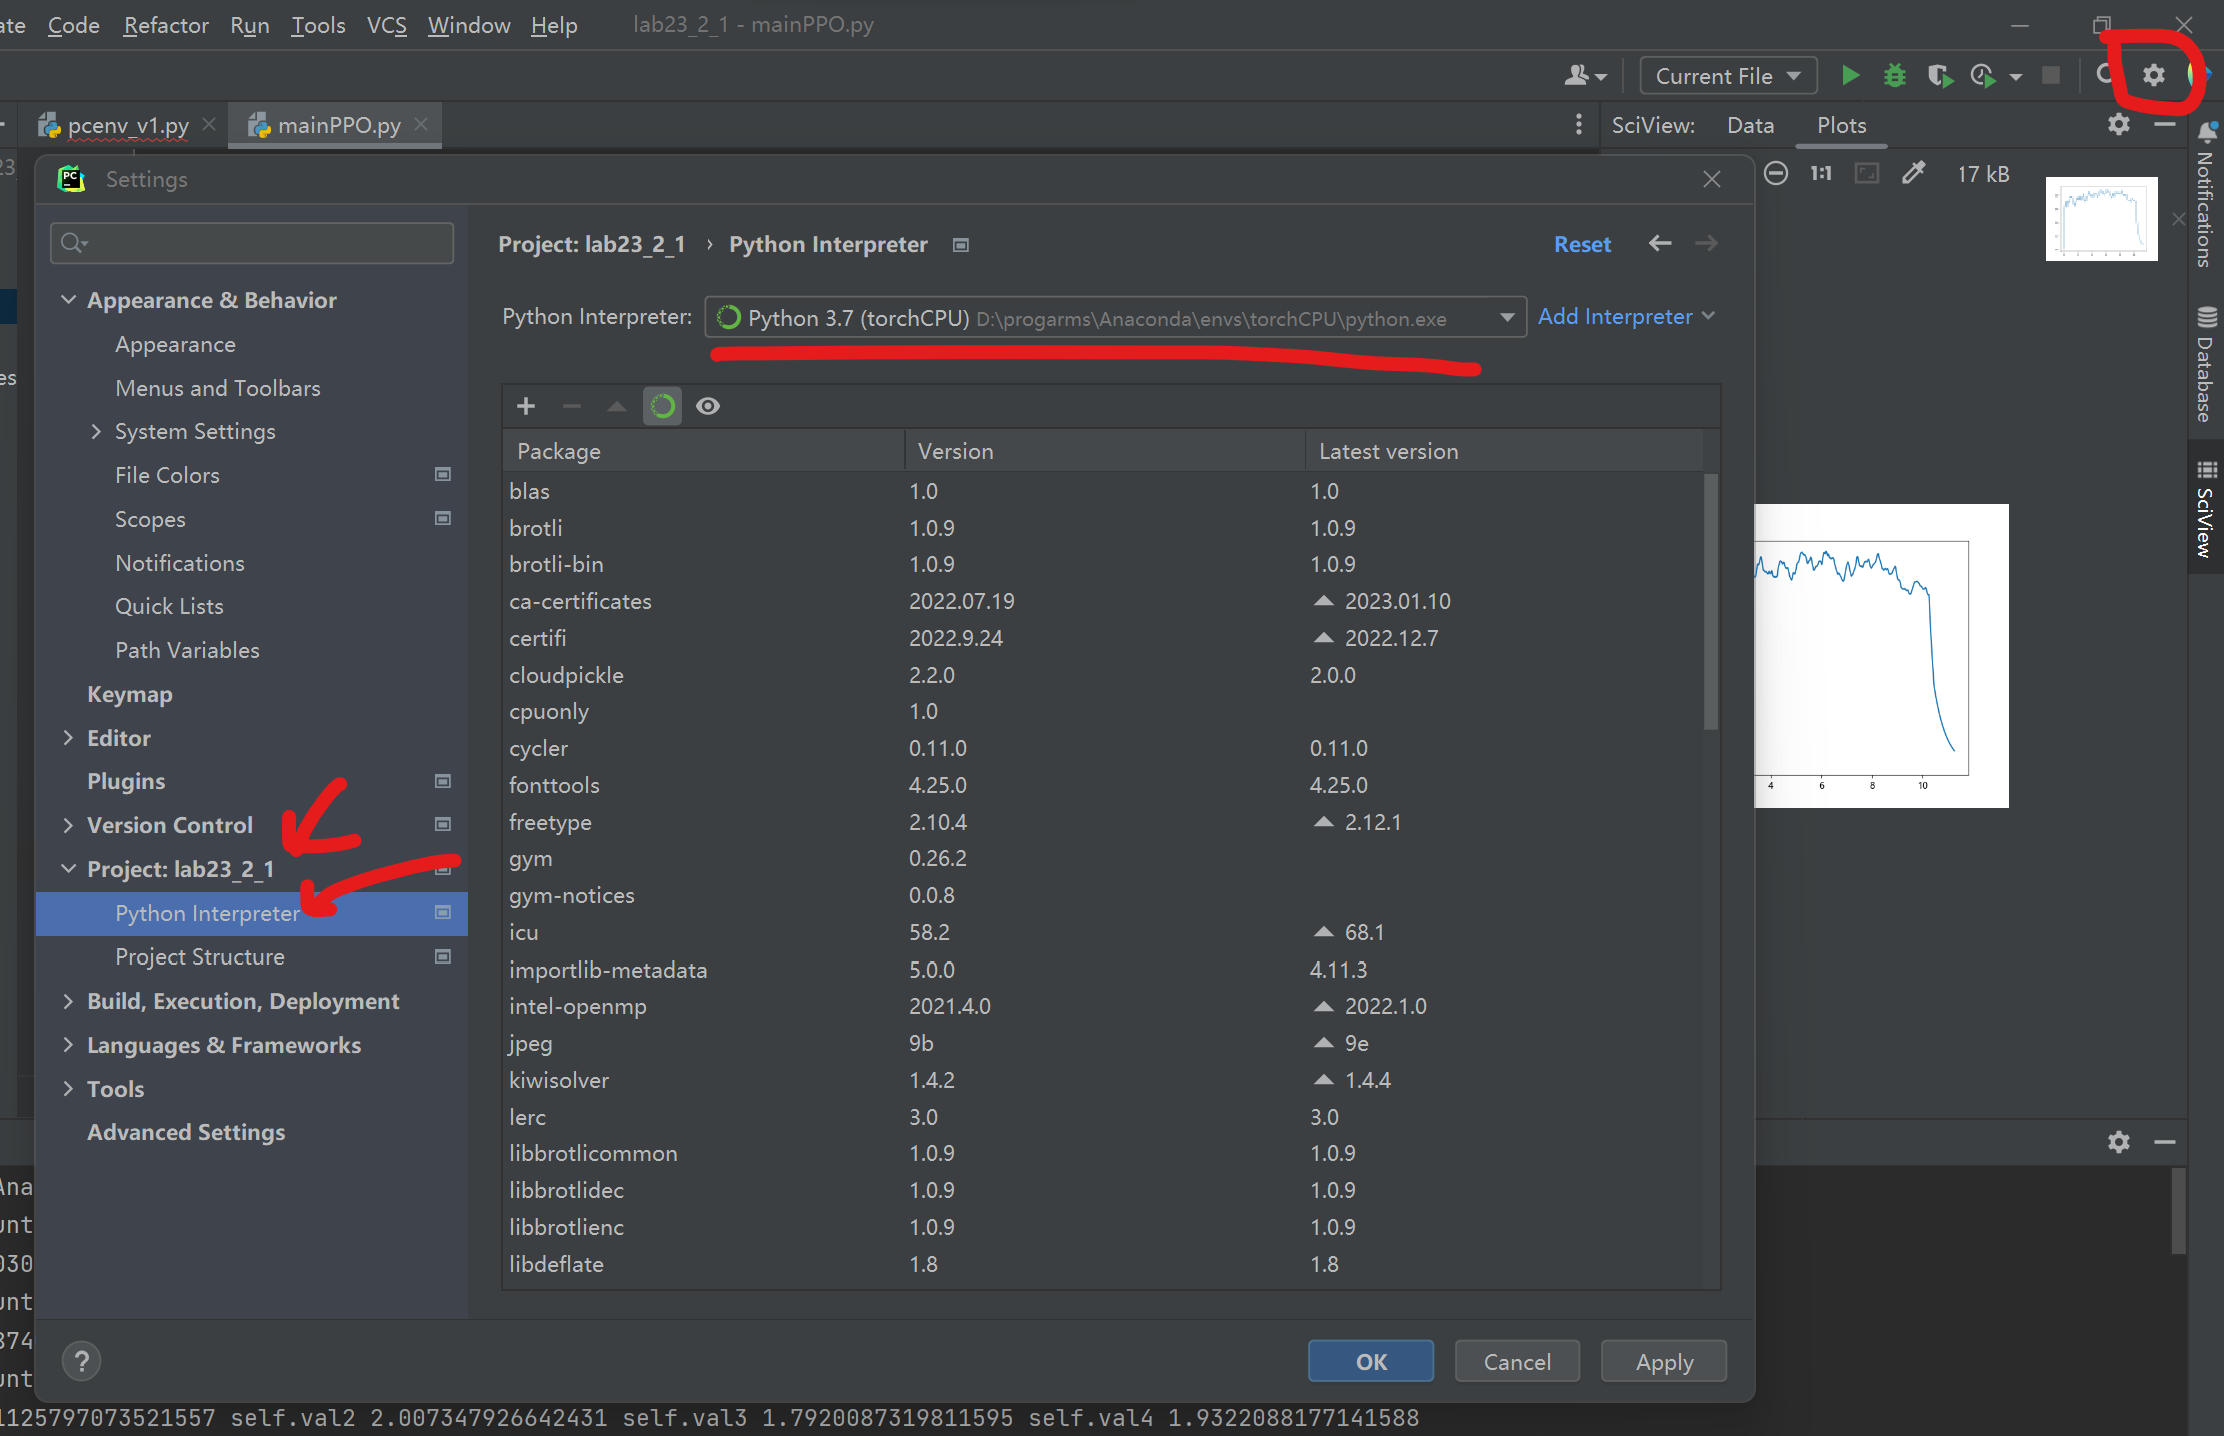 ate Code Refactor Run Tools VCS Window Help lab23_2_1 - mainPPO.py
Current File
pcenv_v1.py mainPPO.py SciView: Data Plots
Settings
1:1 17 kB
Notifications
Database
SciView
Project: lab23_2_1 › Python Interpreter Reset
Python Interpreter: Python 3.7 (torchCPU) D:\progarms\Anaconda\envs\torchCPU\python.exe Add Interpreter
Appearance & Behavior
Appearance
Menus and Toolbars
System Settings
File Colors
Scopes
Notifications
Quick Lists
Path Variables
Keymap
Editor
Plugins
Version Control
Project: lab23_2_1
Python Interpreter
Project Structure
Build, Execution, Deployment
Languages & Frameworks
Tools
Advanced Settings
Package Version Latest version
blas 1.0 1.0
brotli 1.0.9 1.0.9
brotli-bin 1.0.9 1.0.9
ca-certificates 2022.07.19 2023.01.10
certifi 2022.9.24 2022.12.7
cloudpickle 2.2.0 2.0.0
cpuonly 1.0
cycler 0.11.0 0.11.0
fonttools 4.25.0 4.25.0
freetype 2.10.4 2.12.1
gym 0.26.2
gym-notices 0.0.8
icu 58.2 68.1
importlib-metadata 5.0.0 4.11.3
intel-openmp 2021.4.0 2022.1.0
jpeg 9b 9e
kiwisolver 1.4.2 1.4.4
lerc 3.0 3.0
libbrotlicommon 1.0.9 1.0.9
libbrotlidec 1.0.9 1.0.9
libbrotlienc 1.0.9 1.0.9
libdeflate 1.8 1.8
4 6 8 10
? OK Cancel Apply
Ana
unt
030
unt
874
unt
1125797073521557 self.val2 2.007347926642431 self.val3 1.7920087319811595 self.val4 1.9322088177141588